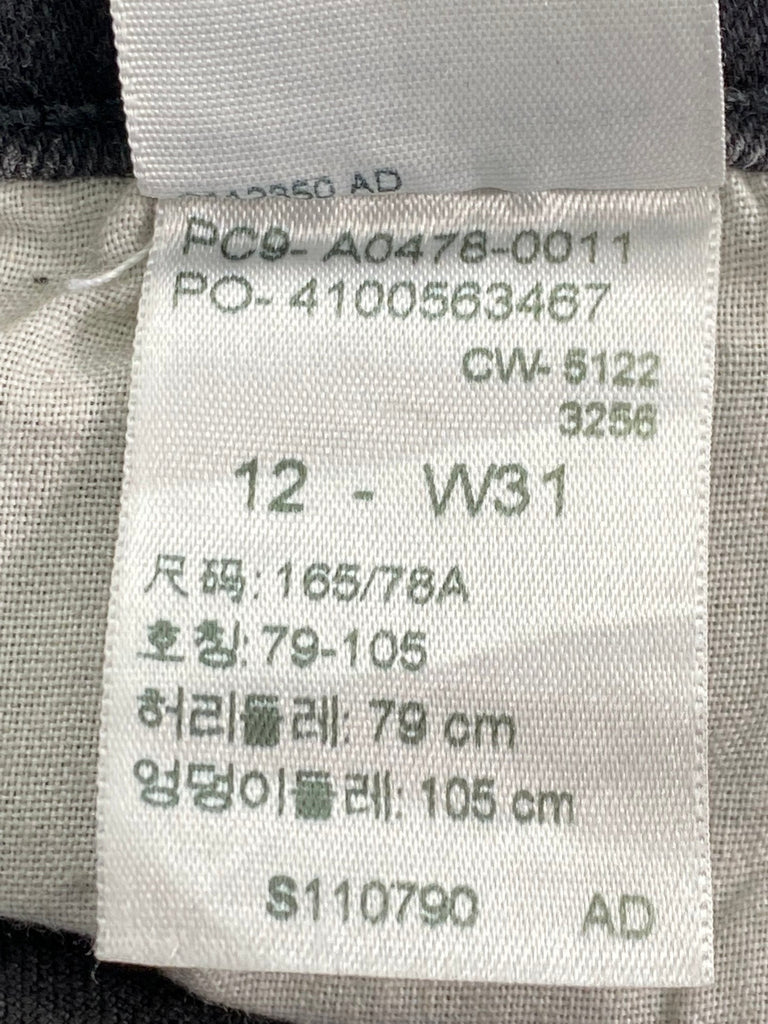 AD
PC9- A0478-0011
PO- 4100563467
CW- 5122
3256
12 - W31
尺码: 165/78A
호칭: 79-105
허리둘레: 79 cm
엉덩이둘레: 105 cm
S110790 AD